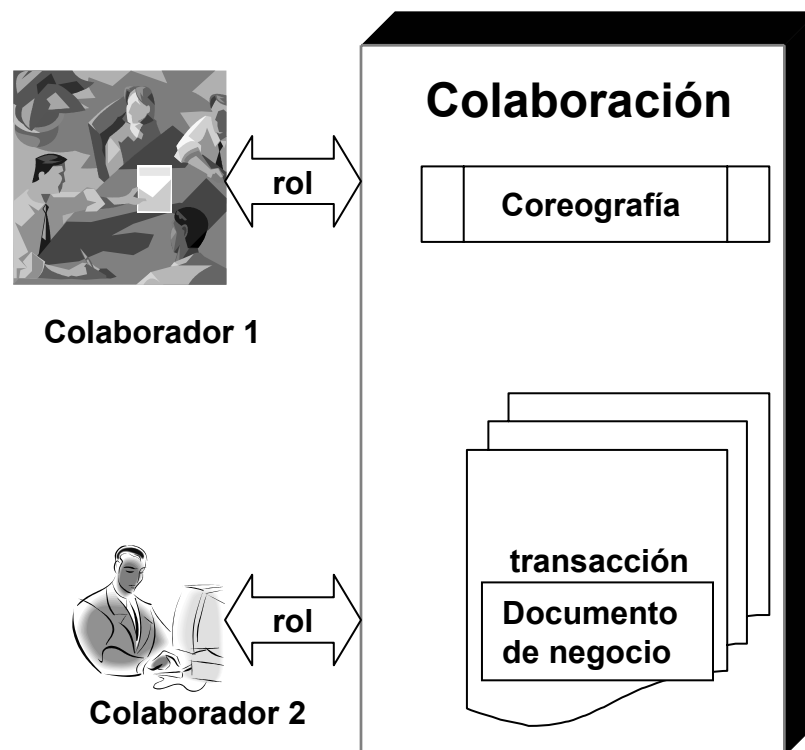 Colaboración
rol
Coreografía
Colaborador 1
transacción
rol
Documento
de negocio
Colaborador 2